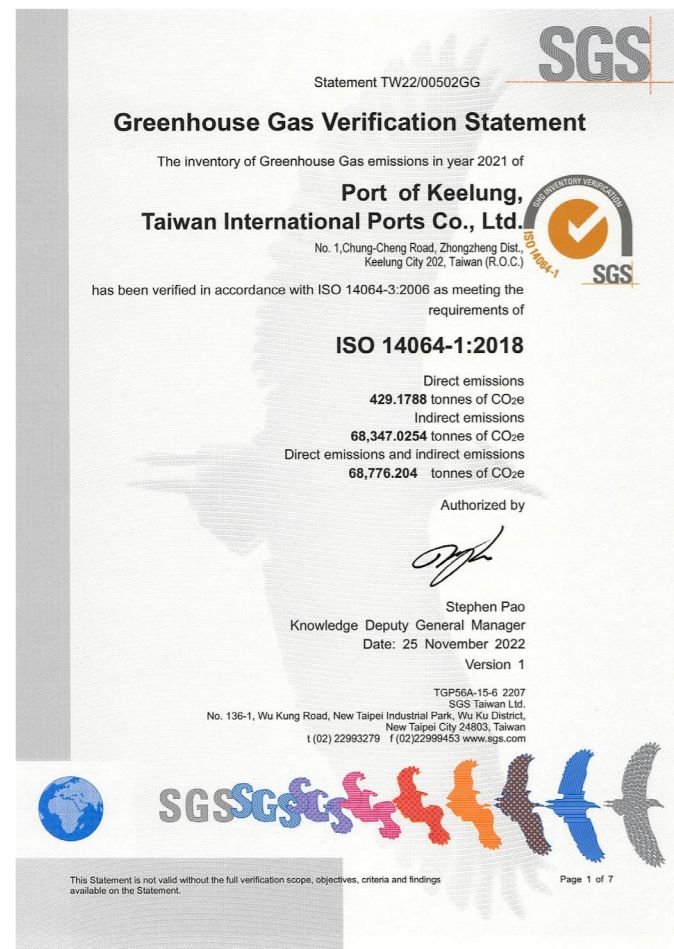 SGS
Statement TW22/00502GG
Greenhouse Gas Verification Statement
The inventory of Greenhouse Gas emissions in year 2021 of
Port of Keelung,
Taiwan International Ports Co., Ltd.
GHG INVENTORY VERIFICATION
ISO 14064-1
SGS
No. 1,Chung-Cheng Road, Zhongzheng Dist.,
Keelung City 202, Taiwan (R.O.C.)
has been verified in accordance with ISO 14064-3:2006 as meeting the
requirements of
ISO 14064-1:2018
Direct emissions
429.1788 tonnes of CO2e
Indirect emissions
68,347.0254 tonnes of CO2e
Direct emissions and indirect emissions
68,776.204 tonnes of CO2e
Authorized by
Stephen Pao
Knowledge Deputy General Manager
Date: 25 November 2022
Version 1
TGP56A-15-6 2207
SGS Taiwan Ltd.
No. 136-1, Wu Kung Road, New Taipei Industrial Park, Wu Ku District,
New Taipei City 24803, Taiwan
t (02) 22993279 f (02)22999453 www.sgs.com
SGS SGS SGS
This Statement is not valid without the full verification scope, objectives, criteria and findings
available on the Statement.
Page 1 of 7